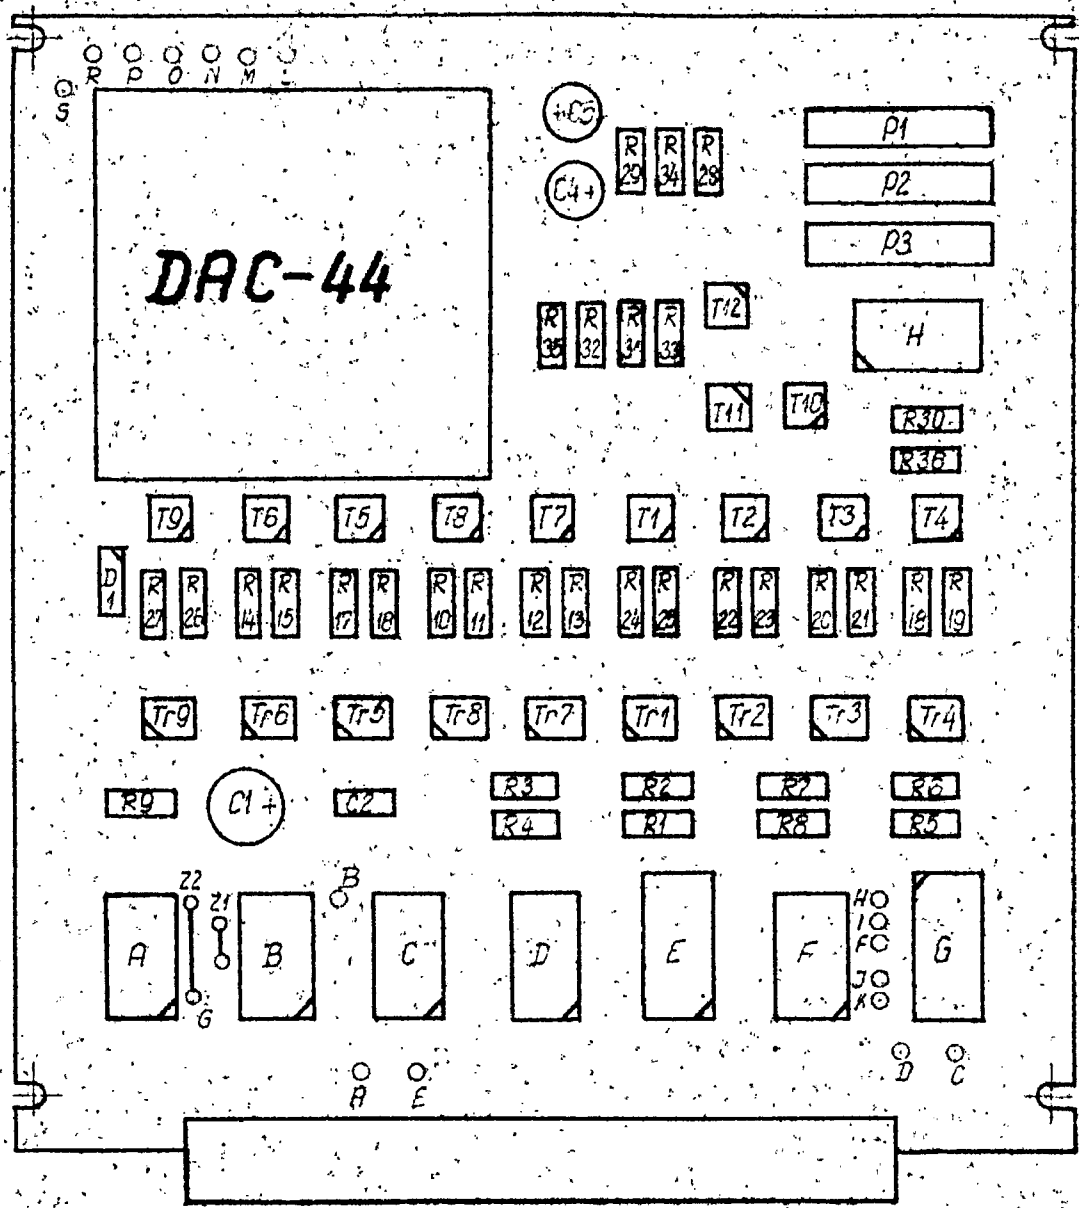 R P O N M L
S
+C5
R 29 R 34 R 28
P1
C4+
P2
P3
DAC-44
T12
R 35 R 32 R 31 R 33
H
T11 T10
R30
R36
T9 T6 T5 T8 T7 T1 T2 T3 T4
D 1
R 27 R 26 R 14 R 15 R 17 R 18 R 10 R 11 R 12 R 13 R 24 R 25 R 22 R 23 R 20 R 21 R 18 R 19
Tr9 Tr6 Tr5 Tr8 Tr7 Tr1 Tr2 Tr3 Tr4
R3 R2 R7 R6
R9 C1+ C2
R4 R1 R8 R5
Z2 B
Z1
H
I
F
A B C D E F G
J
K
G
D C
A E